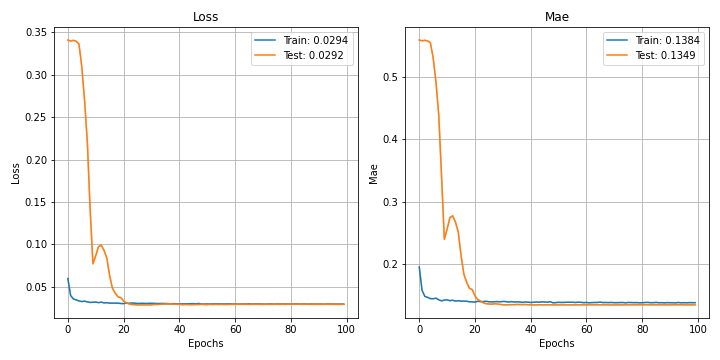 Loss
0.35
0.30
0.25
0.20
0.15
0.10
0.05
Loss
Train: 0.0294
Test: 0.0292
0 20 40 60 80 100
Epochs
Mae
0.5
0.4
0.3
0.2
Mae
Train: 0.1384
Test: 0.1349
0 20 40 60 80 100
Epochs